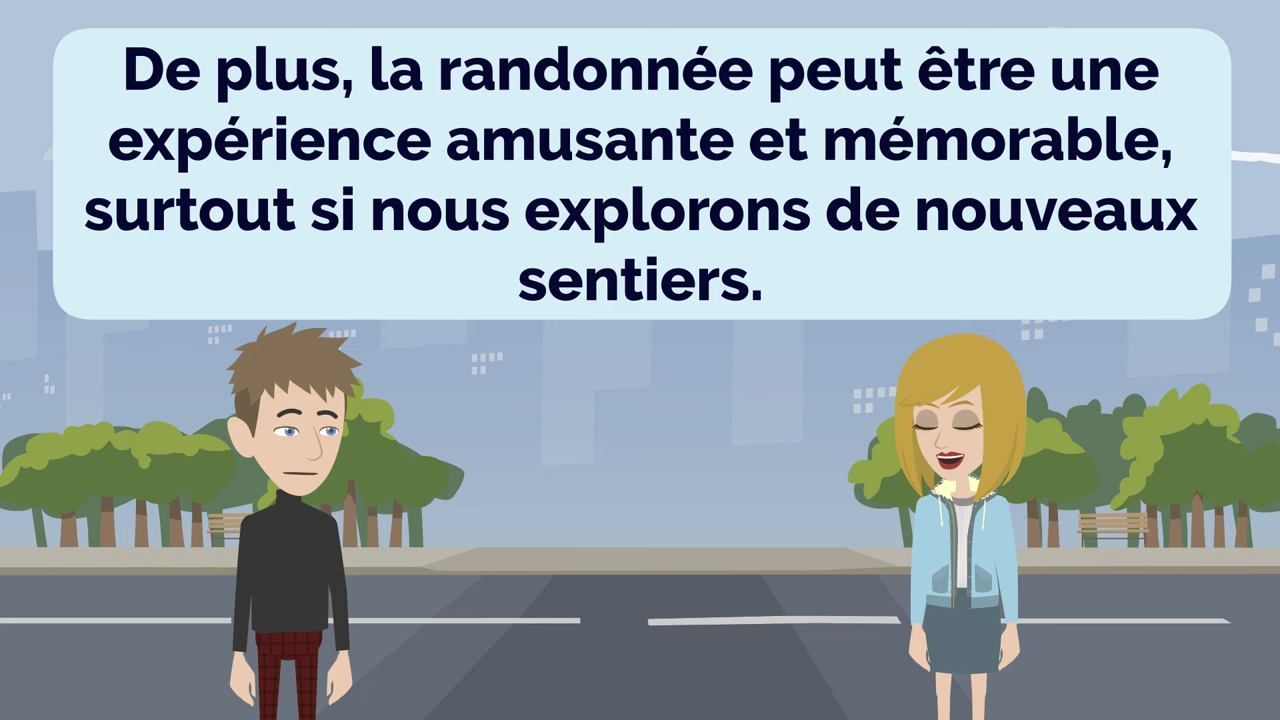 De plus, la randonnée peut être une
expérience amusante et mémorable,
surtout si nous explorons de nouveaux
sentiers.